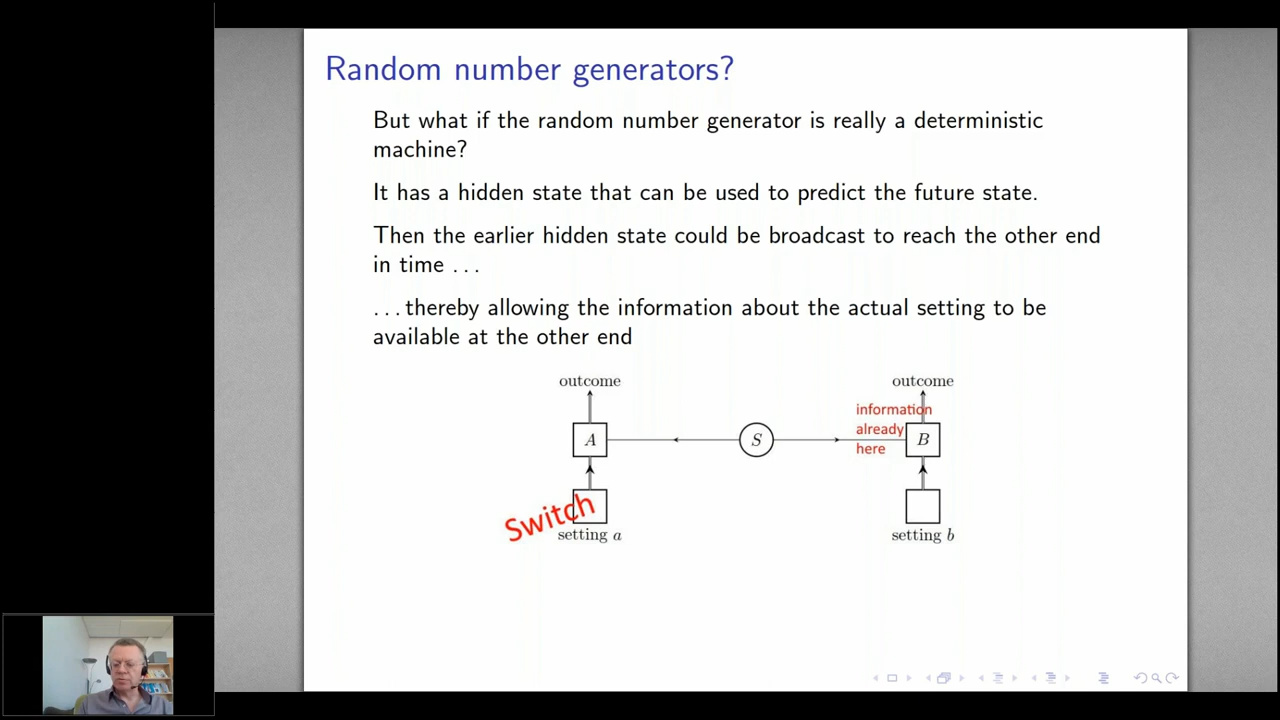 Random number generators?
But what if the random number generator is really a deterministic
machine?
It has a hidden state that can be used to predict the future state.
Then the earlier hidden state could be broadcast to reach the other end
in time ...
...thereby allowing the information about the actual setting to be
available at the other end
outcome
outcome
information
already
here
A
S
B
Switch
setting a
setting b